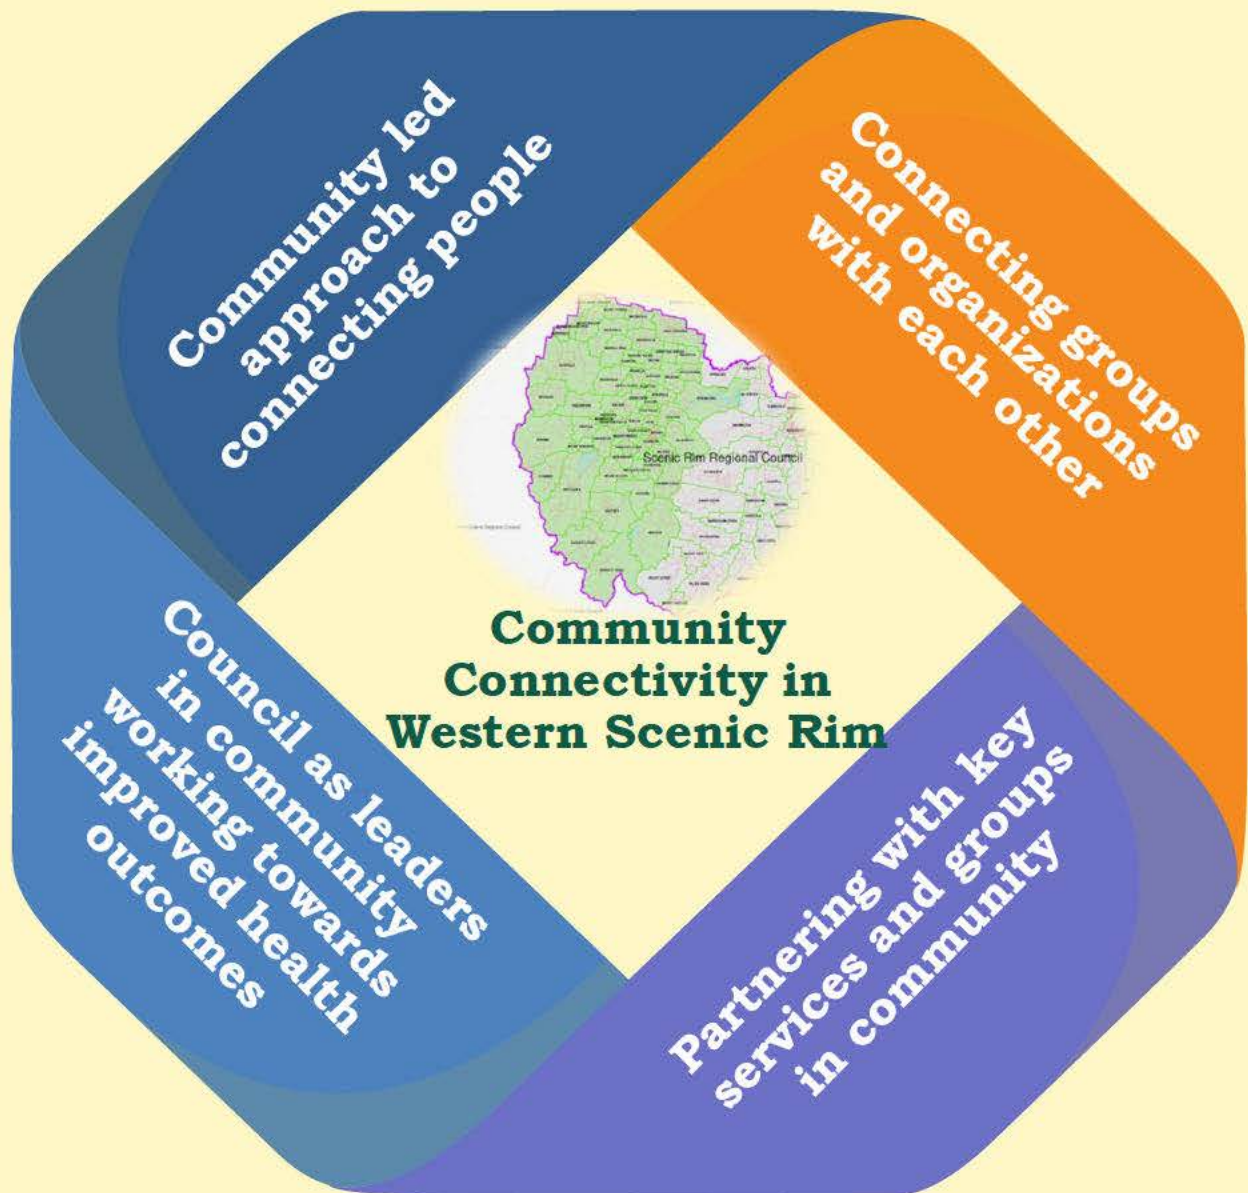 Community led
approach to
connecting people
Connecting groups
and organizations
with each other
Scenic Rim Regional Council
Community
Connectivity in
Western Scenic Rim
Council as leaders
in community
working towards
improved health
outcomes
Partnering with key
services and groups
in community